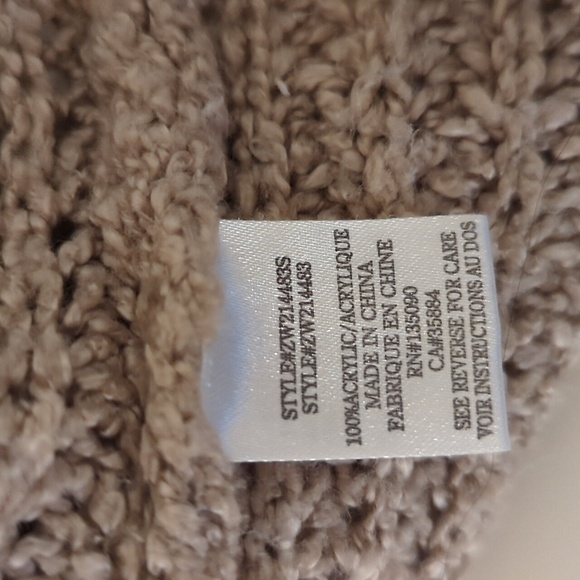 STYLE#ZW214483S
STYLE#ZW214483
100%ACRYLIC/ACRYLIQUE
MADE IN CHINA
FABRIQUE EN CHINE
RN#135090
CA#35884
SEE REVERSE FOR CARE
VOIR INSTRUCTIONS AU DOS